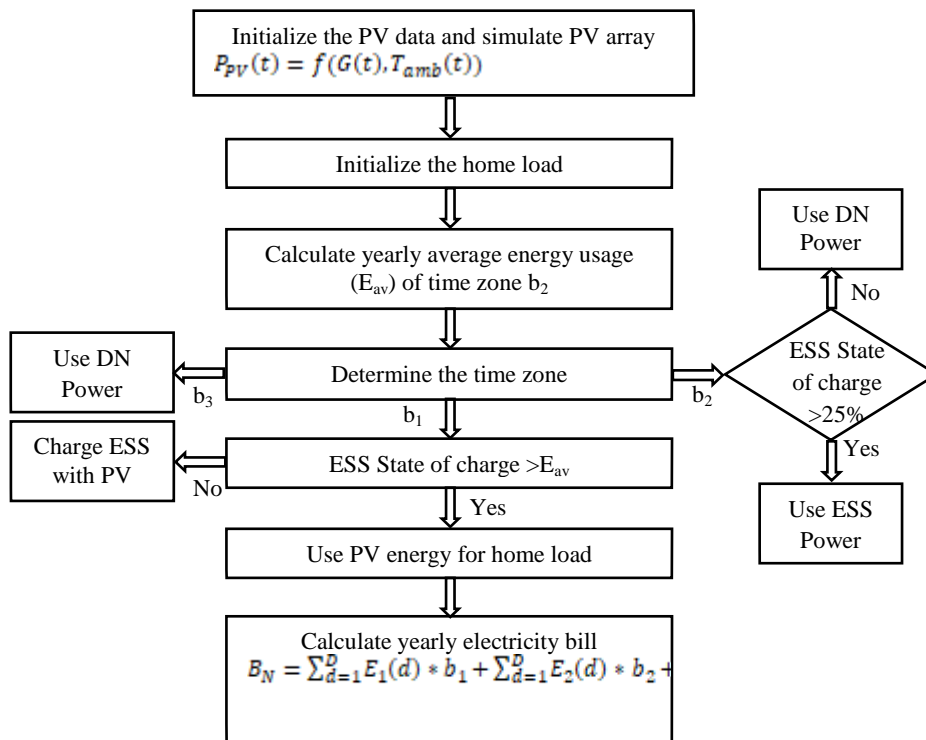 Initialize the PV data and simulate PV array
P_PV(t) = f(G(t), T_amb(t))
Initialize the home load
Calculate yearly average energy usage
(E_av) of time zone b_2
Use DN
Power
No
ESS State
of charge
>25%
Yes
Use ESS
Power
Determine the time zone
b_2
Use DN
Power
b_3
b_1
Charge ESS
with PV
No
ESS State of charge >E_av
Yes
Use PV energy for home load
Calculate yearly electricity bill
B_N = ∑_{d=1}^{D} E_1(d) * b_1 + ∑_{d=1}^{D} E_2(d) * b_2 +